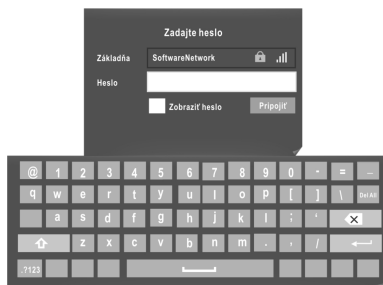 Zadajte heslo
Základňa SoftwareNetwork
Heslo
Zobraziť heslo Pripojiť
@ 1 2 3 4 5 6 7 8 9 0 - = _
q w e r t y u I o p [ ] \ Del All
a s d f g h j k l ; '
z x c v b n m . , /
.?123